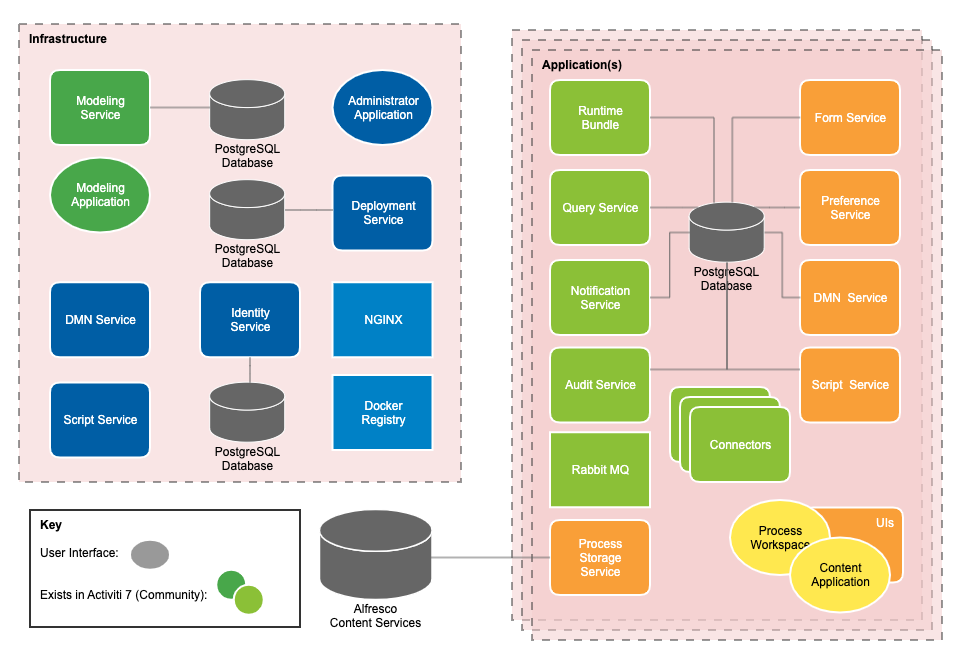 Infrastructure
Modeling
Service
PostgreSQL
Database
Administrator
Application
Modeling
Application
PostgreSQL
Database
Deployment
Service
DMN Service
Identity
Service
NGINX
Script Service
PostgreSQL
Database
Docker
Registry
Key
User Interface:
Exists in Activiti 7 (Community):
Alfresco
Content Services
Application(s)
Runtime
Bundle
Form Service
Query Service
Preference
Service
PostgreSQL
Database
Notification
Service
DMN Service
Audit Service
Script Service
Connectors
Rabbit MQ
Process
Storage
Service
UIs
Process
Workspace
Content
Application